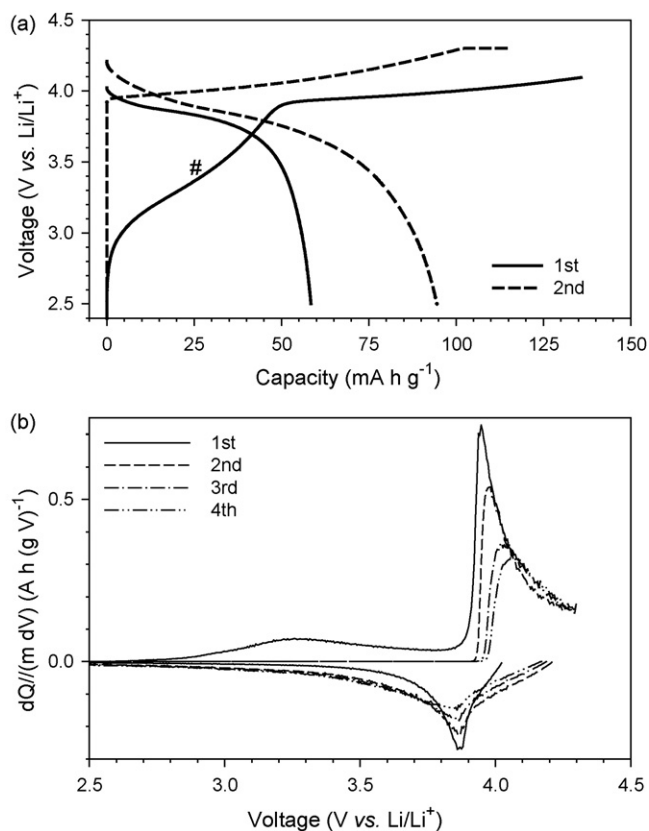 (a)
4.5
4.0
3.5
3.0
2.5
Voltage (V vs. Li/Li⁺)
#
1st
2nd
0 25 50 75 100 125 150
Capacity (mA h g⁻¹)
(b)
1st
2nd
3rd
4th
0.5
0.0
dQ//(m dV) (A h (g V)⁻¹)
2.5 3.0 3.5 4.0 4.5
Voltage (V vs. Li/Li⁺)